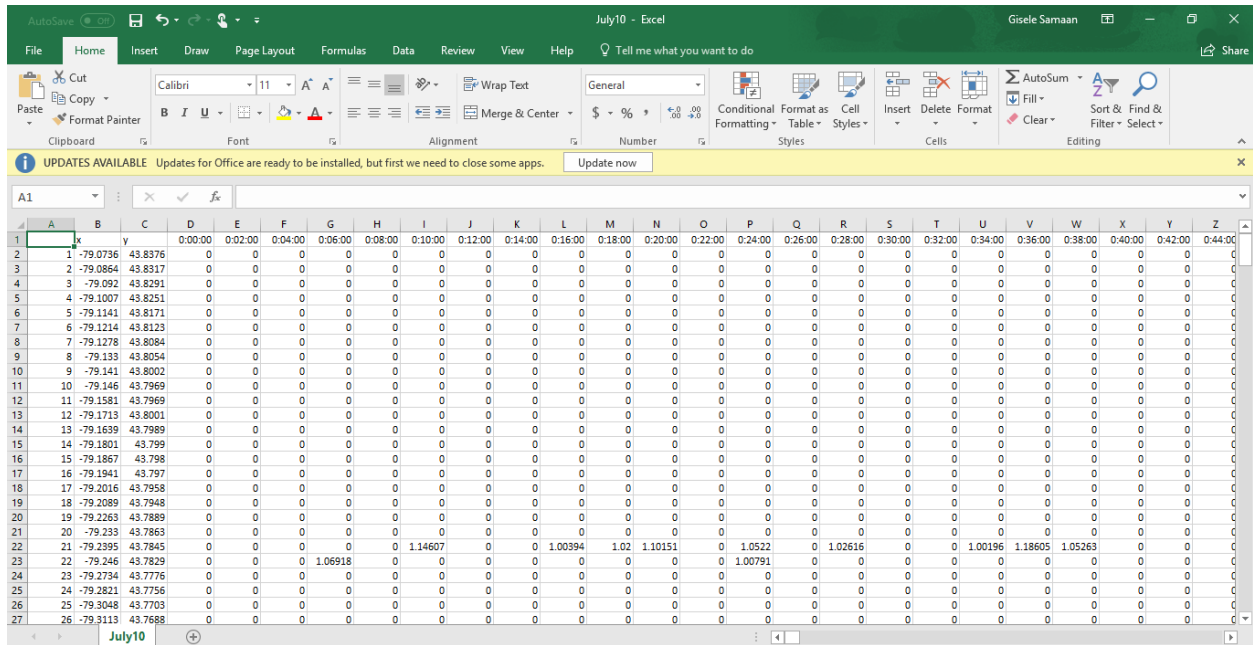 AutoSave Off July10 - Excel Gisele Samaan
File Home Insert Draw Page Layout Formulas Data Review View Help Tell me what you want to do Share
Paste Cut Calibri 11 Wrap Text General Conditional Formatting Format as Table Cell Styles Insert Delete Format AutoSum Sort & Filter Find & Select
Copy Fill
Format Painter B I U Merge & Center $ % , Clear
Clipboard Font Alignment Number Styles Cells Editing
UPDATES AVAILABLE Updates for Office are ready to be installed, but first we need to close some apps. Update now
A1 fx
A B C D E F G H I J K L M N O P Q R S T U V W X Y Z
1 x y 0:00:00 0:02:00 0:04:00 0:06:00 0:08:00 0:10:00 0:12:00 0:14:00 0:16:00 0:18:00 0:20:00 0:22:00 0:24:00 0:26:00 0:28:00 0:30:00 0:32:00 0:34:00 0:36:00 0:38:00 0:40:00 0:42:00 0:44:00
2 1 -79.0736 43.8376 0 0 0 0 0 0 0 0 0 0 0 0 0 0 0 0 0 0 0 0 0 0 0
3 2 -79.0864 43.8317 0 0 0 0 0 0 0 0 0 0 0 0 0 0 0 0 0 0 0 0 0 0 0
4 3 -79.092 43.8291 0 0 0 0 0 0 0 0 0 0 0 0 0 0 0 0 0 0 0 0 0 0 0
5 4 -79.1007 43.8251 0 0 0 0 0 0 0 0 0 0 0 0 0 0 0 0 0 0 0 0 0 0 0
6 5 -79.1141 43.8171 0 0 0 0 0 0 0 0 0 0 0 0 0 0 0 0 0 0 0 0 0 0 0
7 6 -79.1214 43.8123 0 0 0 0 0 0 0 0 0 0 0 0 0 0 0 0 0 0 0 0 0 0 0
8 7 -79.1278 43.8084 0 0 0 0 0 0 0 0 0 0 0 0 0 0 0 0 0 0 0 0 0 0 0
9 8 -79.133 43.8054 0 0 0 0 0 0 0 0 0 0 0 0 0 0 0 0 0 0 0 0 0 0 0
10 9 -79.141 43.8002 0 0 0 0 0 0 0 0 0 0 0 0 0 0 0 0 0 0 0 0 0 0 0
11 10 -79.146 43.7969 0 0 0 0 0 0 0 0 0 0 0 0 0 0 0 0 0 0 0 0 0 0 0
12 11 -79.1581 43.7969 0 0 0 0 0 0 0 0 0 0 0 0 0 0 0 0 0 0 0 0 0 0 0
13 12 -79.1713 43.8001 0 0 0 0 0 0 0 0 0 0 0 0 0 0 0 0 0 0 0 0 0 0 0
14 13 -79.1639 43.7989 0 0 0 0 0 0 0 0 0 0 0 0 0 0 0 0 0 0 0 0 0 0 0
15 14 -79.1801 43.799 0 0 0 0 0 0 0 0 0 0 0 0 0 0 0 0 0 0 0 0 0 0 0
16 15 -79.1867 43.798 0 0 0 0 0 0 0 0 0 0 0 0 0 0 0 0 0 0 0 0 0 0 0
17 16 -79.1941 43.797 0 0 0 0 0 0 0 0 0 0 0 0 0 0 0 0 0 0 0 0 0 0 0
18 17 -79.2016 43.7958 0 0 0 0 0 0 0 0 0 0 0 0 0 0 0 0 0 0 0 0 0 0 0
19 18 -79.2089 43.7948 0 0 0 0 0 0 0 0 0 0 0 0 0 0 0 0 0 0 0 0 0 0 0
20 19 -79.2263 43.7889 0 0 0 0 0 0 0 0 0 0 0 0 0 0 0 0 0 0 0 0 0 0 0
21 20 -79.233 43.7863 0 0 0 0 0 0 0 0 0 0 0 0 0 0 0 0 0 0 0 0 0 0 0
22 21 -79.2395 43.7845 0 0 0 0 0 1.14607 0 0 1.00394 1.02 1.10151 0 1.0522 0 1.02616 0 0 1.00196 1.18605 1.05263 0 0 0
23 22 -79.246 43.7829 0 0 0 1.06918 0 0 0 0 0 0 0 0 1.00791 0 0 0 0 0 0 0 0 0 0
24 23 -79.2734 43.7776 0 0 0 0 0 0 0 0 0 0 0 0 0 0 0 0 0 0 0 0 0 0 0
25 24 -79.2821 43.7756 0 0 0 0 0 0 0 0 0 0 0 0 0 0 0 0 0 0 0 0 0 0 0
26 25 -79.3048 43.7703 0 0 0 0 0 0 0 0 0 0 0 0 0 0 0 0 0 0 0 0 0 0 0
27 26 -79.3113 43.7688 0 0 0 0 0 0 0 0 0 0 0 0 0 0 0 0 0 0 0 0 0 0 0
July10